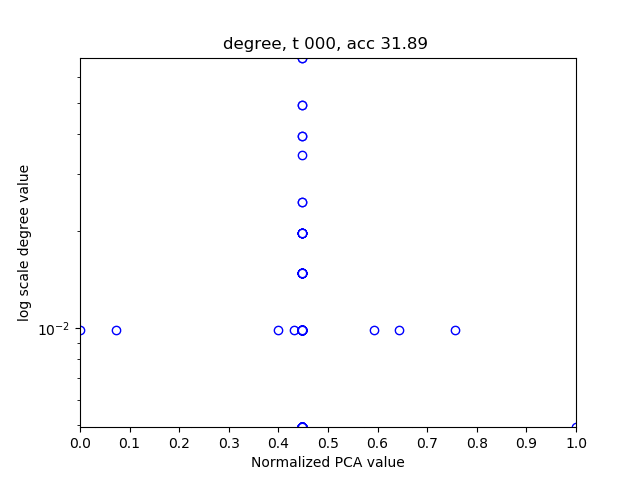 degree, t 000, acc 31.89
log scale degree value
10⁻²
0.0 0.1 0.2 0.3 0.4 0.5 0.6 0.7 0.8 0.9 1.0
Normalized PCA value